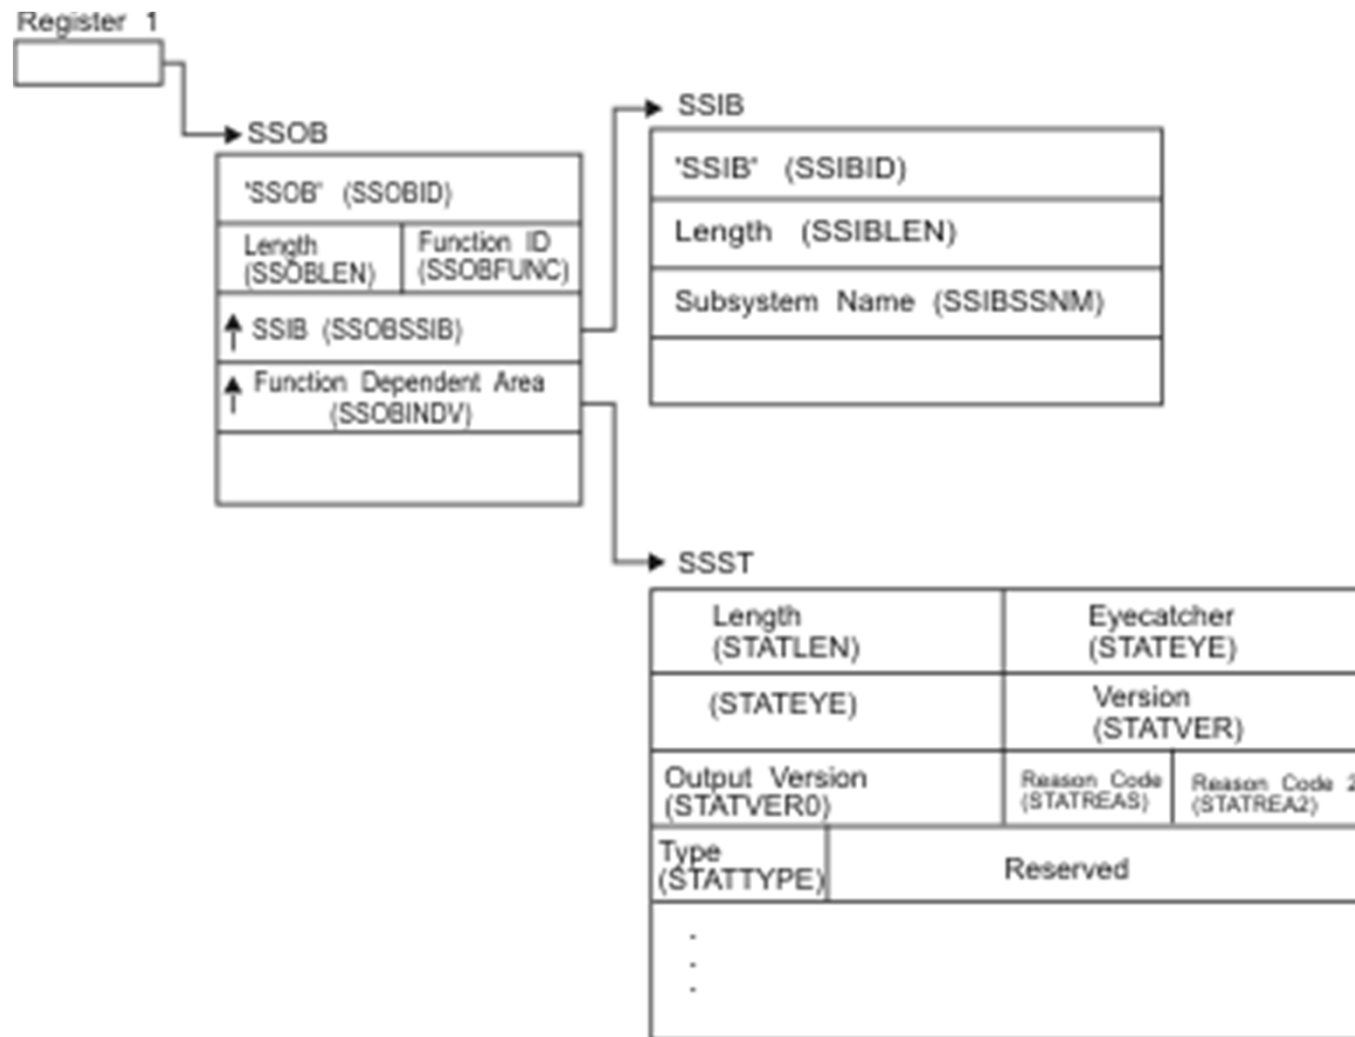 Register 1
SSOB
"SSOB" (SSOBID)
Length
(SSOBLEN)
Function ID
(SSOBFUNC)
SSIB (SSOBSSIB)
Function Dependent Area
(SSOBINDV)
SSIB
"SSIB" (SSIBID)
Length (SSIBLEN)
Subsystem Name (SSIBSSNM)
SSST
Length
(STATLEN)
Eyecatcher
(STATEYE)
(STATEYE)
Version
(STATVER)
Output Version
(STATVER0)
Reason Code
(STATREAS)
Reason Code 2
(STATREA2)
Type
(STATTYPE)
Reserved